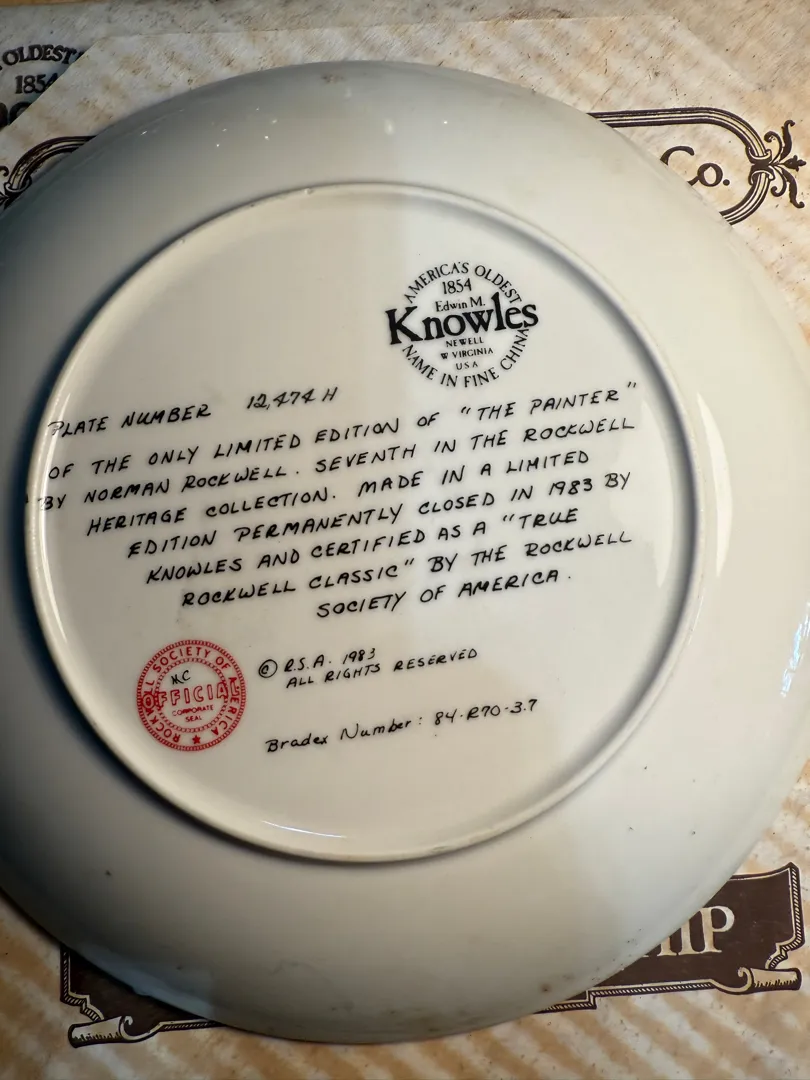 OLDEST
1854
Co.
AMERICA'S OLDEST
1854
Edwin M.
Knowles
NEWELL
W VIRGINIA
USA
NAME IN FINE CHINA
PLATE NUMBER 12,474 H
OF THE ONLY LIMITED EDITION OF "THE PAINTER"
BY NORMAN ROCKWELL. SEVENTH IN THE ROCKWELL
HERITAGE COLLECTION. MADE IN A LIMITED
EDITION PERMANENTLY CLOSED IN 1983 BY
KNOWLES AND CERTIFIED AS A "TRUE
ROCKWELL CLASSIC" BY THE ROCKWELL
SOCIETY OF AMERICA.
SOCIETY OF
OFFICIAL
CORPORATE
SEAL
© R.S.A. 1983
ALL RIGHTS RESERVED
Bradex Number: 84-R70-3.7